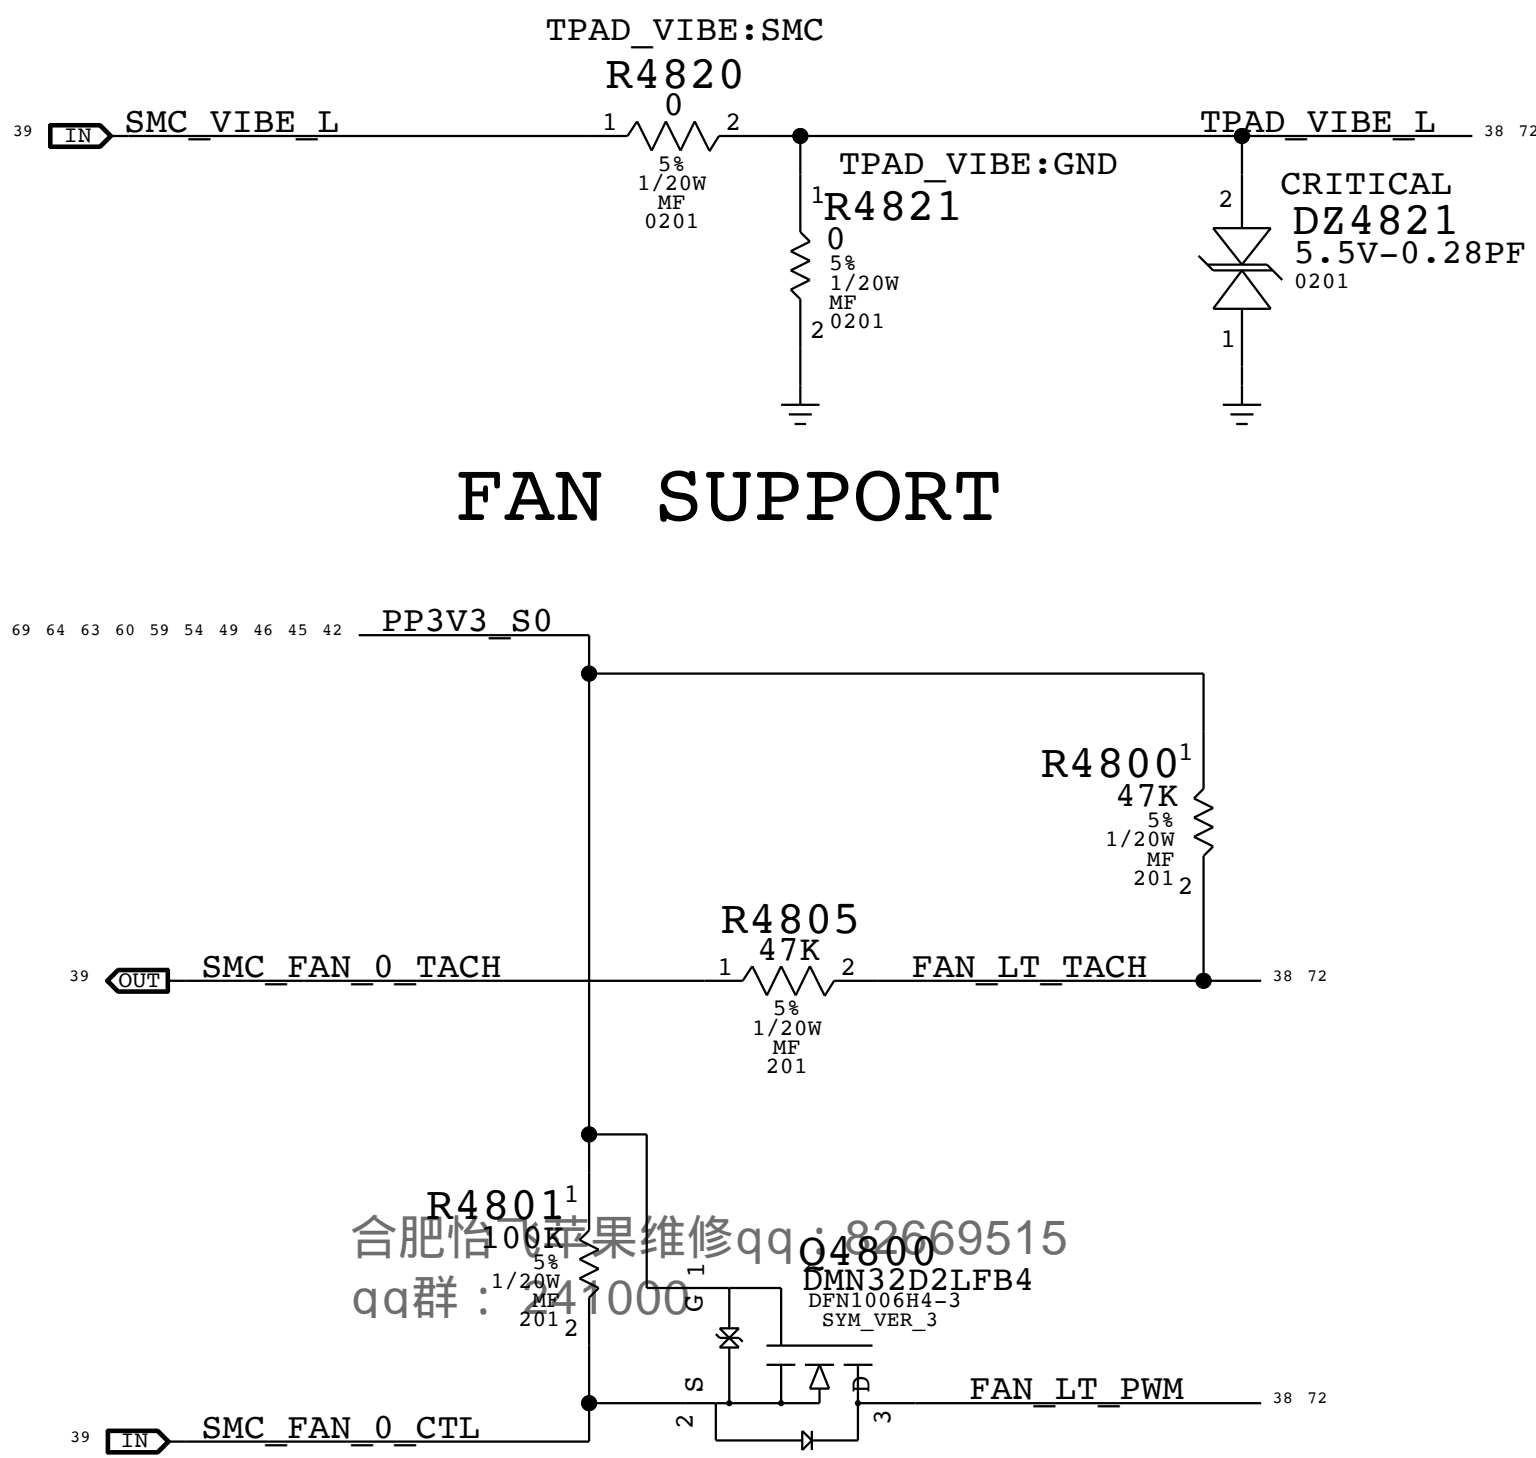 TPAD_VIBE:SMC
R4820
0
39 IN SMC_VIBE_L 1 2 TPAD_VIBE_L 38 72
5%
1/20W
MF
0201
TPAD_VIBE:GND
1 R4821
0
5%
1/20W
MF
2 0201
CRITICAL
2 DZ4821
5.5V-0.28PF
0201
1
FAN SUPPORT
69 64 63 60 59 54 49 46 45 42 PP3V3_S0
R4800 1
47K
5%
1/20W
MF
201 2
R4805
47K
39 OUT SMC_FAN_0_TACH 1 2 FAN_LT_TACH 38 72
5%
1/20W
MF
201
R4801 1
100K
5%
1/20W
MF
201 2
合肥怡飞苹果维修qq：82669515
qq群：241000
Q4800
DMN32D2LFB4
DFN1006H4-3
SYM_VER_3
G 1
S 2
D 3
FAN_LT_PWM 38 72
39 IN SMC_FAN_0_CTL